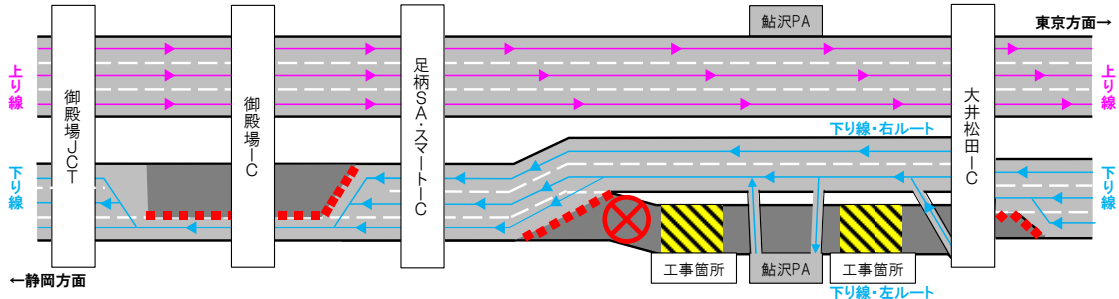 鮎沢PA
東京方面→
上り線
上り線
御殿場JCT
御殿場IC
足柄SA・スマートIC
大井松田IC
下り線・右ルート
下り線
下り線
工事箇所
鮎沢PA
工事箇所
←静岡方面
下り線・左ルート